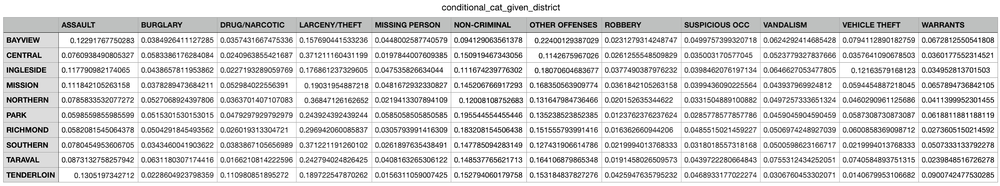 conditional_cat_given_district
ASSAULT BURGLARY DRUG/NARCOTIC LARCENY/THEFT MISSING PERSON NON-CRIMINAL OTHER OFFENSES ROBBERY SUSPICIOUS OCC VANDALISM VEHICLE THEFT WARRANTS
BAYVIEW 0.12291767750283 0.0384926411127285 0.0357431667475336 0.157690441533236 0.0448002587740579 0.094129063561378 0.22400129387029 0.0231279314248747 0.0499757399320718 0.0624292414685428 0.0794112890182759 0.0672812550541808
CENTRAL 0.0760938490805327 0.0583386176284084 0.0240963855421687 0.371211160431199 0.0197844007609385 0.150919467343056 0.1142675967026 0.0261255548509829 0.035003170577045 0.0523779327837666 0.0357641090678503 0.0360177552314521
INGLESIDE 0.117790982174065 0.0438657811953862 0.0227193289059769 0.176861237329605 0.047535826634044 0.111674239776302 0.18070604683677 0.0377490387976232 0.0398462076197134 0.0646627053477805 0.12163579168123 0.034952813701503
MISSION 0.111842105263158 0.0378289473684211 0.052984022556391 0.19031954887218 0.0481672932330827 0.145206766917293 0.168350563909774 0.0361842105263158 0.0399436090225564 0.043937969924812 0.0594454887218045 0.0657894736842105
NORTHERN 0.0785833532077272 0.0527068924397806 0.0363701407107083 0.36847126162652 0.0219413307894109 0.12008108752683 0.131647984736466 0.020152635344622 0.0331504889100882 0.0497257333651324 0.0460290961125686 0.0411399952301455
PARK 0.0598559855985599 0.0515301530153015 0.0479297929792979 0.243924392439244 0.0585058505850585 0.195544554455446 0.135238523852385 0.0123762376237624 0.0285778577857786 0.0459045904590459 0.0587308730873087 0.0618811881188119
RICHMOND 0.0582081545064378 0.0504291845493562 0.026019313304721 0.296942060085837 0.0305793991416309 0.183208154506438 0.151555793991416 0.016362660944206 0.0485515021459227 0.0506974248927039 0.0600858369098712 0.0273605150214592
SOUTHERN 0.0780454953606705 0.0343460041903622 0.0383867105656989 0.371221191260102 0.0261897635438491 0.147785094283149 0.127431906614786 0.0219994013768333 0.0318018557318168 0.0500598623166717 0.0219994013768333 0.0507333133792278
TARAVAL 0.0873132758257942 0.0631180307174416 0.0166210814222596 0.242794024826425 0.0408163265306122 0.148537765621713 0.164106879865348 0.0191458026509573 0.0439722280664843 0.0755312434252051 0.0740584893751315 0.0239848516726278
TENDERLOIN 0.1305197342712 0.0228604923798359 0.110980851895272 0.189722547870262 0.0156311059007425 0.152794060179758 0.153184837827276 0.0425947635795232 0.0468933177022274 0.0306760453302071 0.0140679953106682 0.0900742477530285